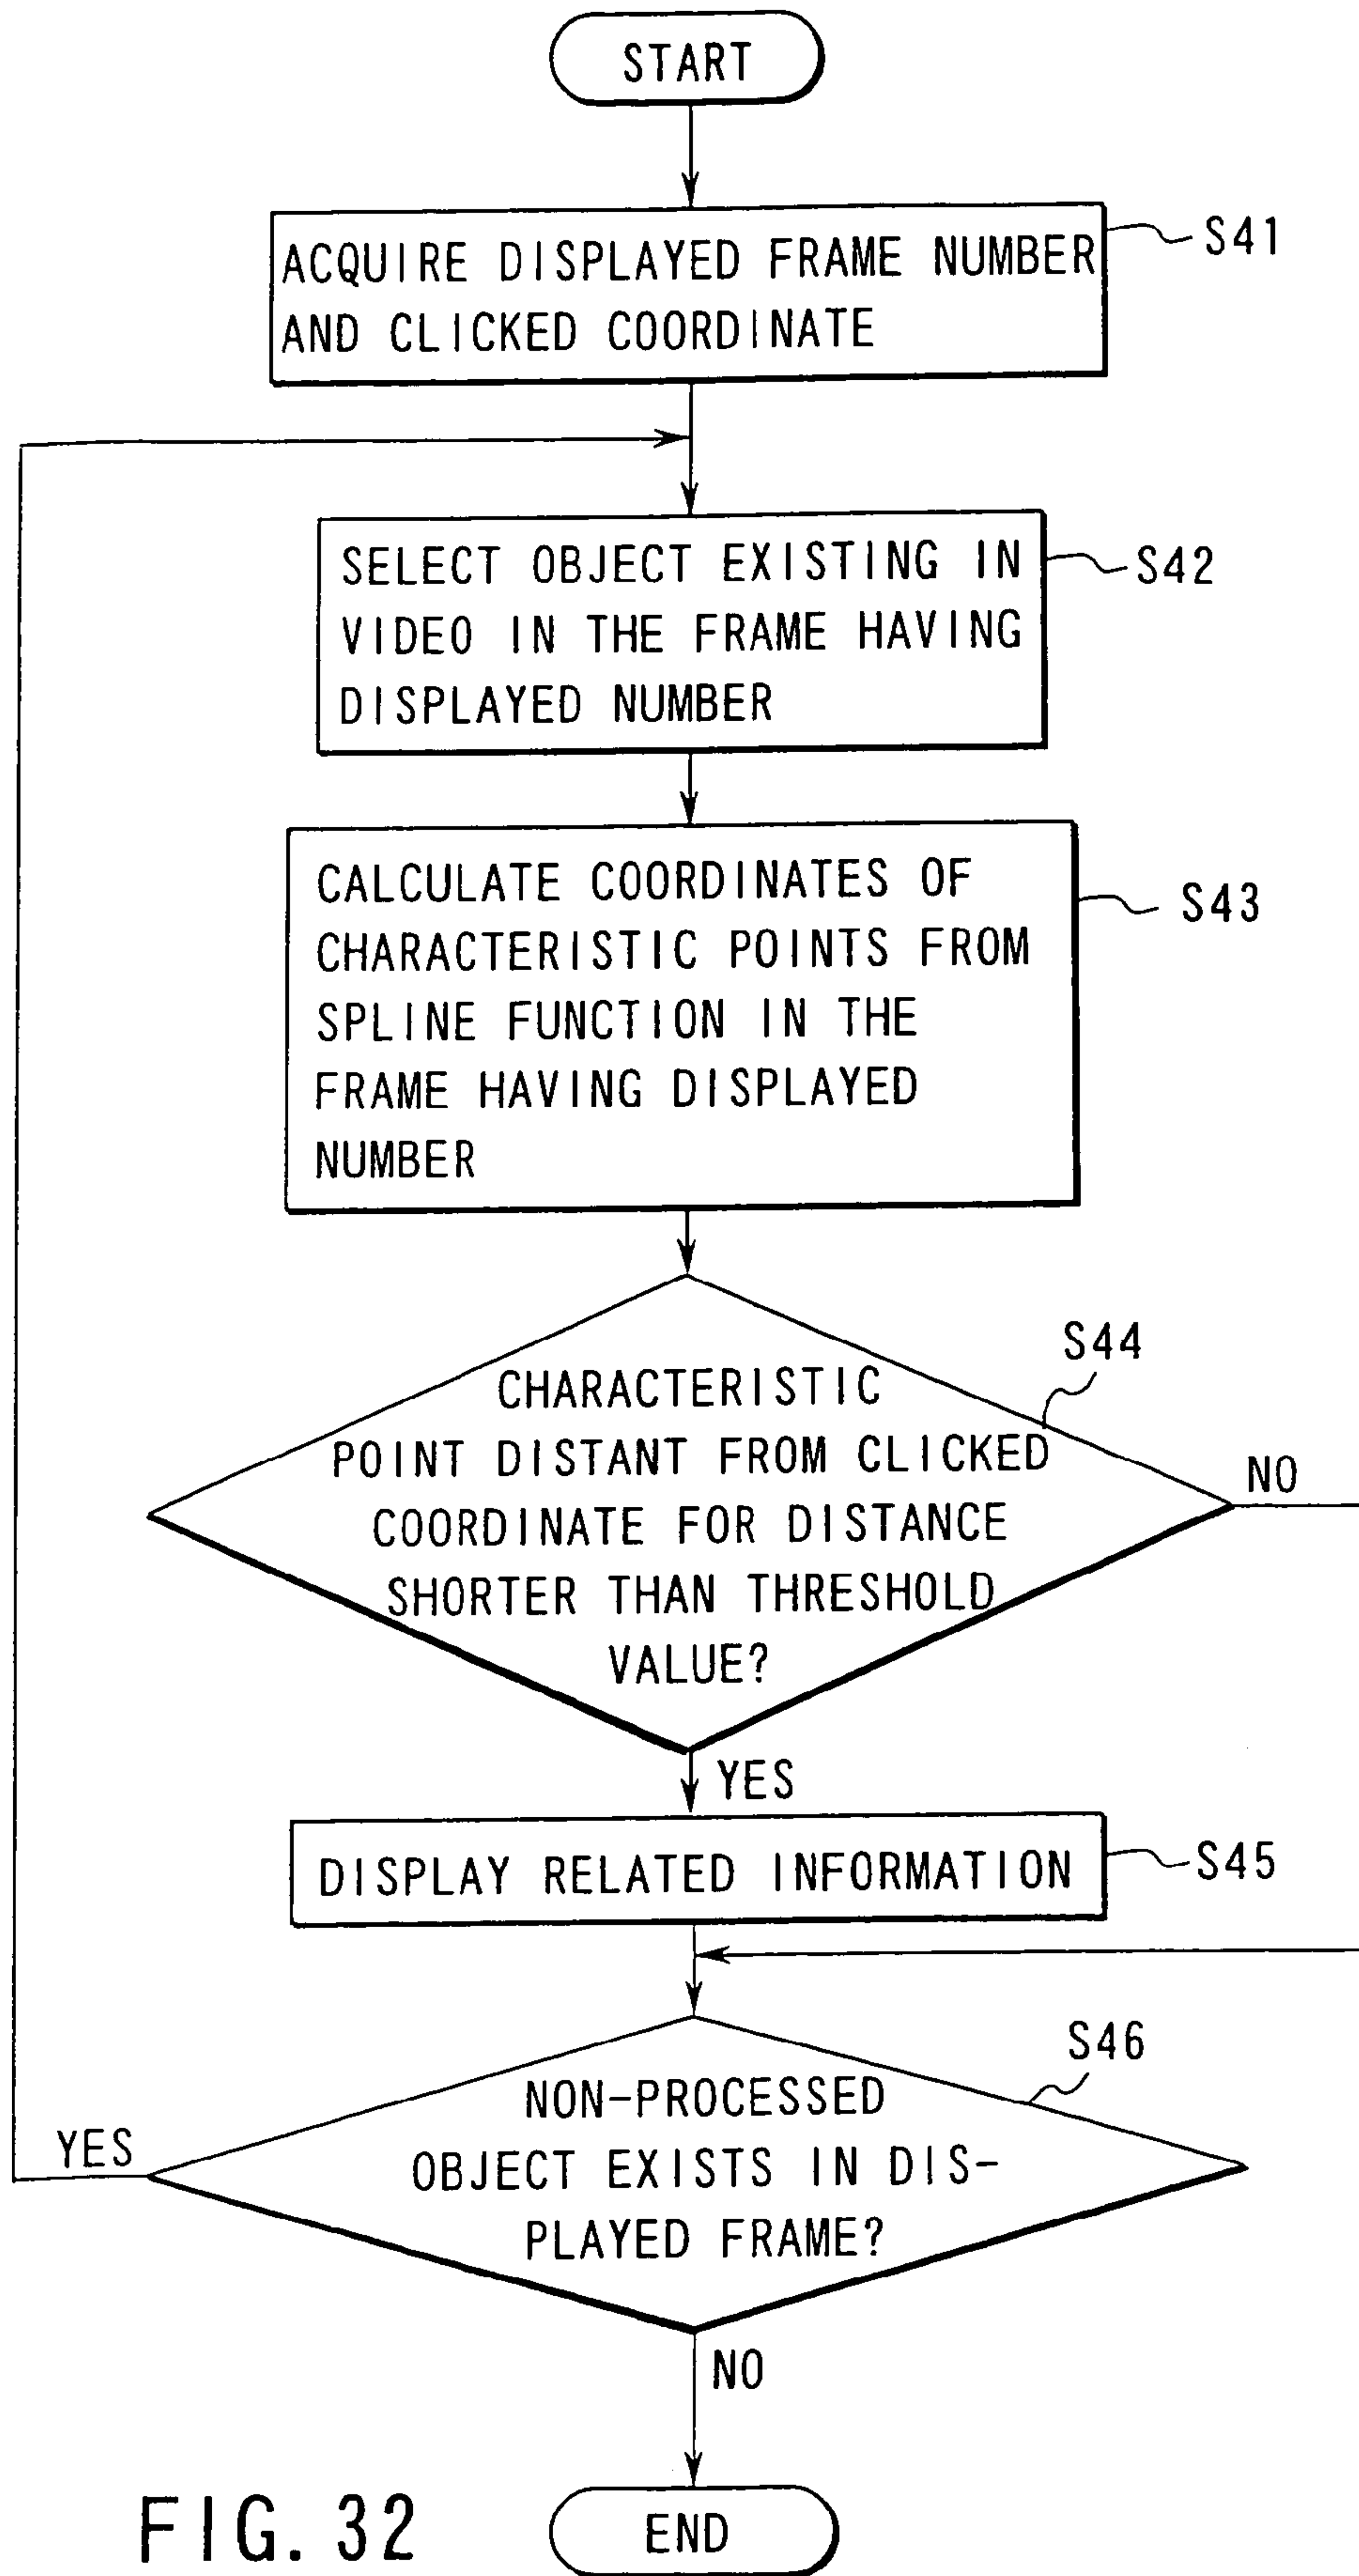 START
ACQUIRE DISPLAYED FRAME NUMBER
AND CLICKED COORDINATE
S41
SELECT OBJECT EXISTING IN
VIDEO IN THE FRAME HAVING
DISPLAYED NUMBER
S42
CALCULATE COORDINATES OF
CHARACTERISTIC POINTS FROM
SPLINE FUNCTION IN THE
FRAME HAVING DISPLAYED
NUMBER
S43
S44
CHARACTERISTIC
POINT DISTANT FROM CLICKED
COORDINATE FOR DISTANCE
SHORTER THAN THRESHOLD
VALUE?
NO
YES
DISPLAY RELATED INFORMATION
S45
S46
NON-PROCESSED
OBJECT EXISTS IN DIS-
PLAYED FRAME?
YES
NO
END
FIG. 32